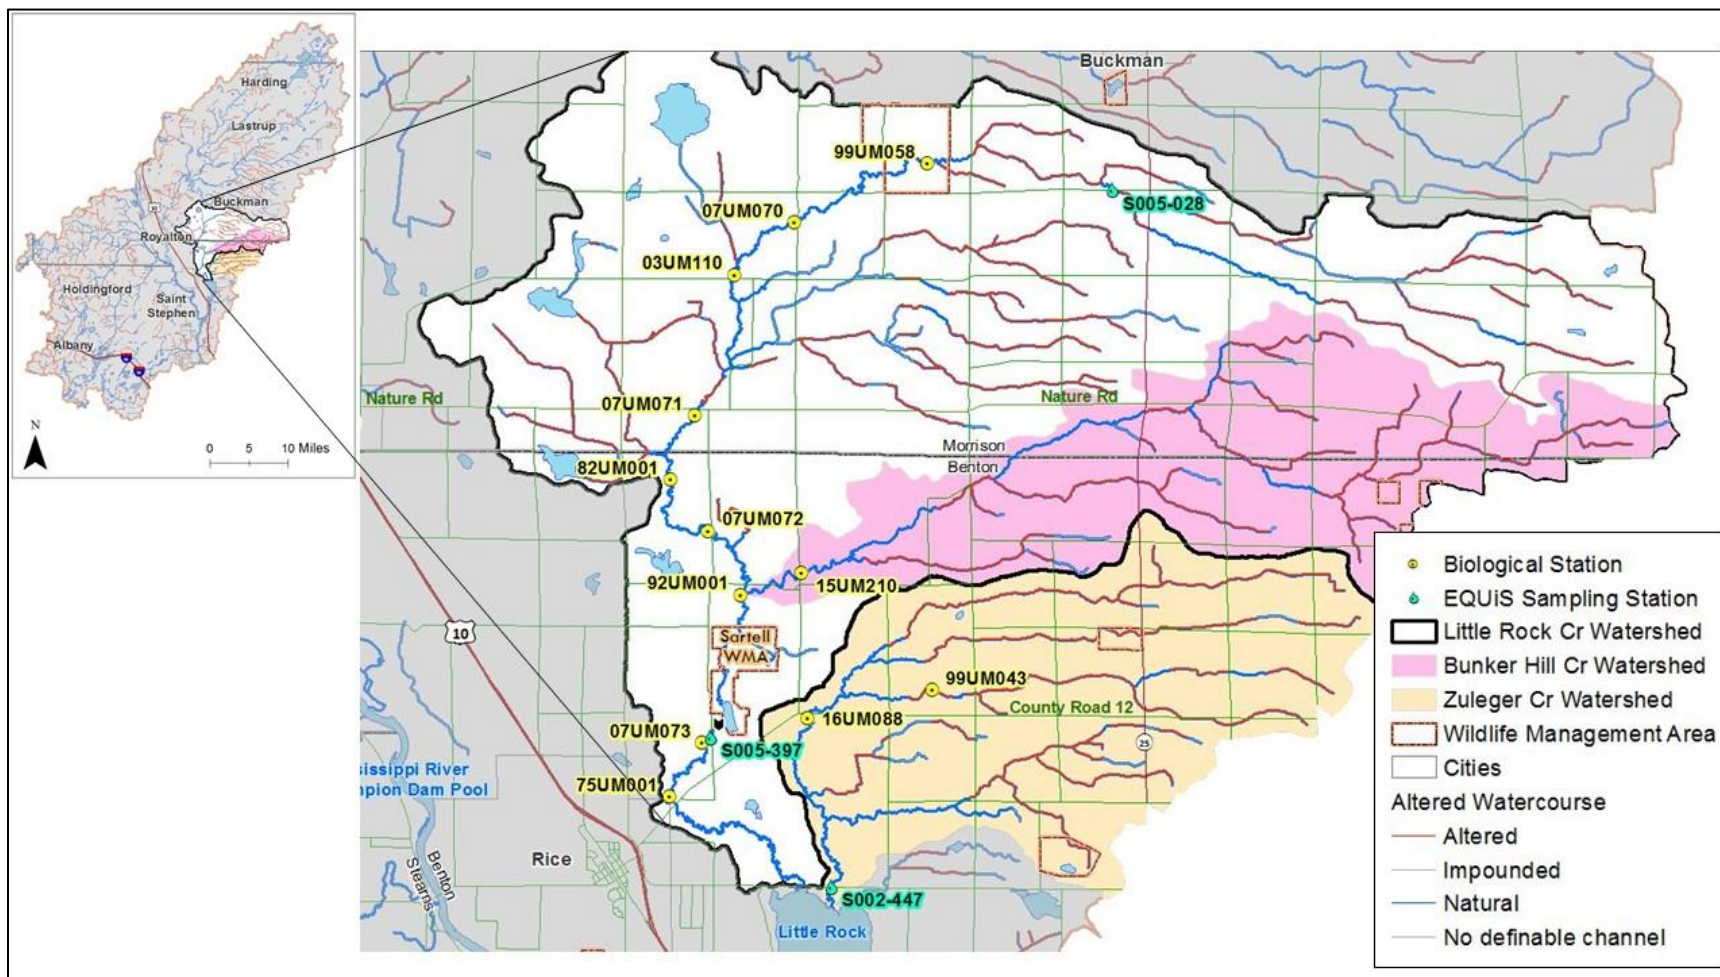 Harding
Lastrup
Buckman
Royalton
Holdingford
Saint
Stephen
Albany
N
0 5 10 Miles
Buckman
99UM058
S005-028
07UM070
03UM110
Nature Rd
07UM071
Nature Rd
Morrison
Benton
82UM001
07UM072
92UM001
15UM210
10
Sartell
WMA
99UM043
County Road 12
16UM088
07UM073
S005-397
25
sissippi River
mpion Dam Pool
75UM001
Rice
Benton
Stearns
S002-447
Little Rock
Biological Station
EQUiS Sampling Station
Little Rock Cr Watershed
Bunker Hill Cr Watershed
Zuleger Cr Watershed
Wildlife Management Area
Cities
Altered Watercourse
Altered
Impounded
Natural
No definable channel